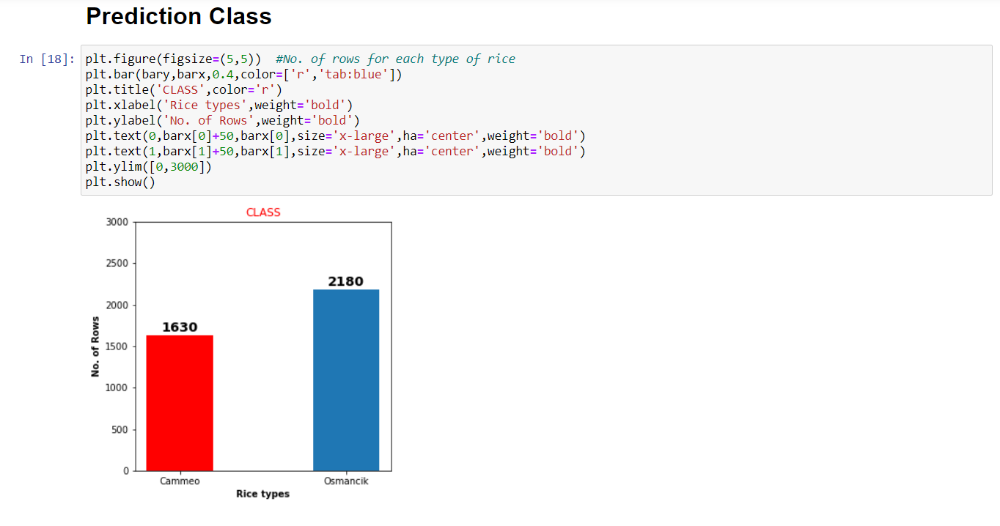 Prediction Class
In [18]: plt.figure(figsize=(5,5))  #No. of rows for each type of rice
plt.bar(bary,barx,0.4,color=['r','tab:blue'])
plt.title('CLASS',color='r')
plt.xlabel('Rice types',weight='bold')
plt.ylabel('No. of Rows',weight='bold')
plt.text(0,barx[0]+50,barx[0],size='x-large',ha='center',weight='bold')
plt.text(1,barx[1]+50,barx[1],size='x-large',ha='center',weight='bold')
plt.ylim([0,3000])
plt.show()
CLASS
3000
2500
2180
2000
1630
1500
1000
500
0
No. of Rows
Cammeo Osmancik
Rice types